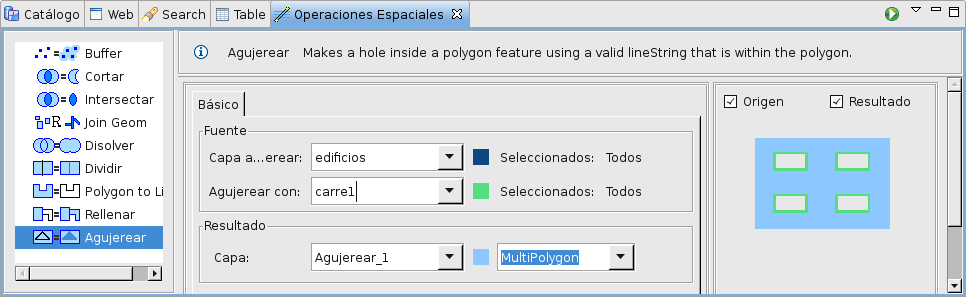 Catálogo Web Search Table Operaciones Espaciales
Buffer
Cortar
Intersectar
Join Geom
Disolver
Dividir
Polygon to Li
Rellenar
Agujerear
Agujerear Makes a hole inside a polygon feature using a valid lineString that is within the polygon.
Básico
Fuente
Capa a...erear: edificios Seleccionados: Todos
Agujerear con: carre1 Seleccionados: Todos
Resultado
Capa: Agujerear_1 MultiPolygon
Origen Resultado